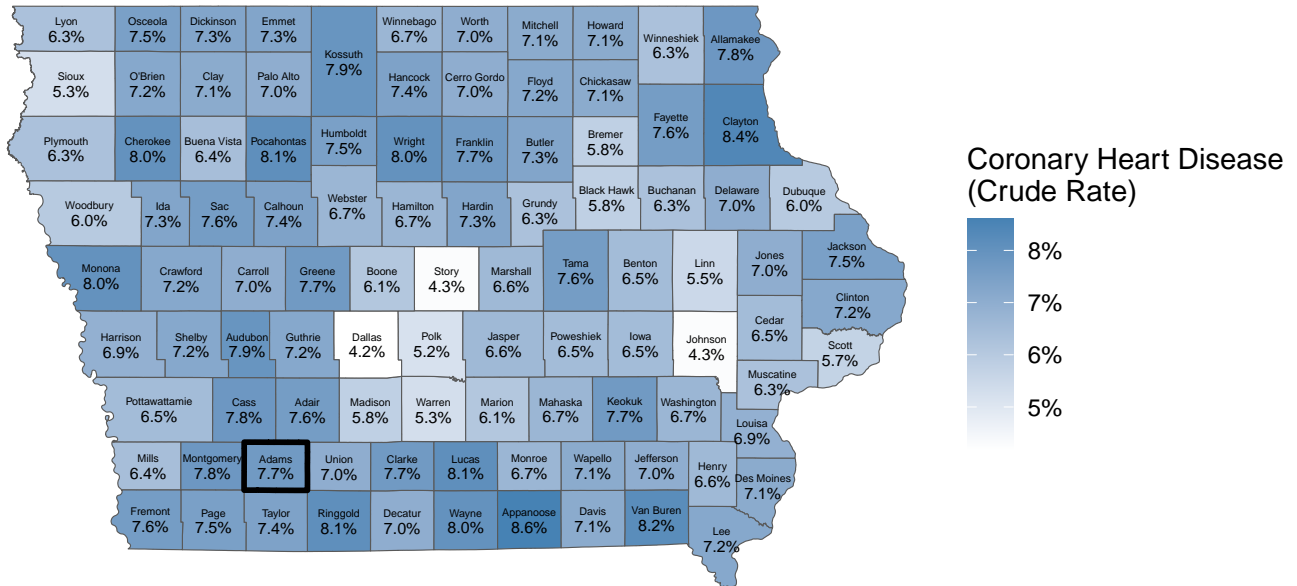 Lyon Osceola Dickinson Emmet Winnebago Worth Mitchell Howard Winneshiek Allamakee
6.3% 7.5% 7.3% 7.3% 6.7% 7.0% 7.1% 7.1% 6.3% 7.8%
Kossuth
7.9%
Sioux O'Brien Clay Palo Alto Hancock Cerro Gordo Floyd Chickasaw
5.3% 7.2% 7.1% 7.0% 7.4% 7.0% 7.2% 7.1%
Fayette Clayton
7.6% 8.4%
Plymouth Cherokee Buena Vista Pocahontas Humboldt Wright Franklin Butler Bremer
6.3% 8.0% 6.4% 8.1% 7.5% 8.0% 7.7% 7.3% 5.8%
Coronary Heart Disease
(Crude Rate)
Woodbury Ida Sac Calhoun Webster Hamilton Hardin Grundy Black Hawk Buchanan Delaware Dubuque
6.0% 7.3% 7.6% 7.4% 6.7% 6.7% 7.3% 6.3% 5.8% 6.3% 7.0% 6.0%
8%
7%
6%
5%
Monona Crawford Carroll Greene Boone Story Marshall Tama Benton Linn Jones Jackson
8.0% 7.2% 7.0% 7.7% 6.1% 4.3% 6.6% 7.6% 6.5% 5.5% 7.0% 7.5%
Clinton
7.2%
Harrison Shelby Audubon Guthrie Dallas Polk Jasper Poweshiek Iowa Johnson Cedar Scott
6.9% 7.2% 7.9% 7.2% 4.2% 5.2% 6.6% 6.5% 6.5% 4.3% 6.5% 5.7%
Muscatine
6.3%
Pottawattamie Cass Adair Madison Warren Marion Mahaska Keokuk Washington Louisa
6.5% 7.8% 7.6% 5.8% 5.3% 6.1% 6.7% 7.7% 6.7% 6.9%
Mills Montgomery Adams Union Clarke Lucas Monroe Wapello Jefferson Henry Des Moines
6.4% 7.8% 7.7% 7.0% 7.7% 8.1% 6.7% 7.1% 7.0% 6.6% 7.1%
Fremont Page Taylor Ringgold Decatur Wayne Appanoose Davis Van Buren Lee
7.6% 7.5% 7.4% 8.1% 7.0% 8.0% 8.6% 7.1% 8.2% 7.2%